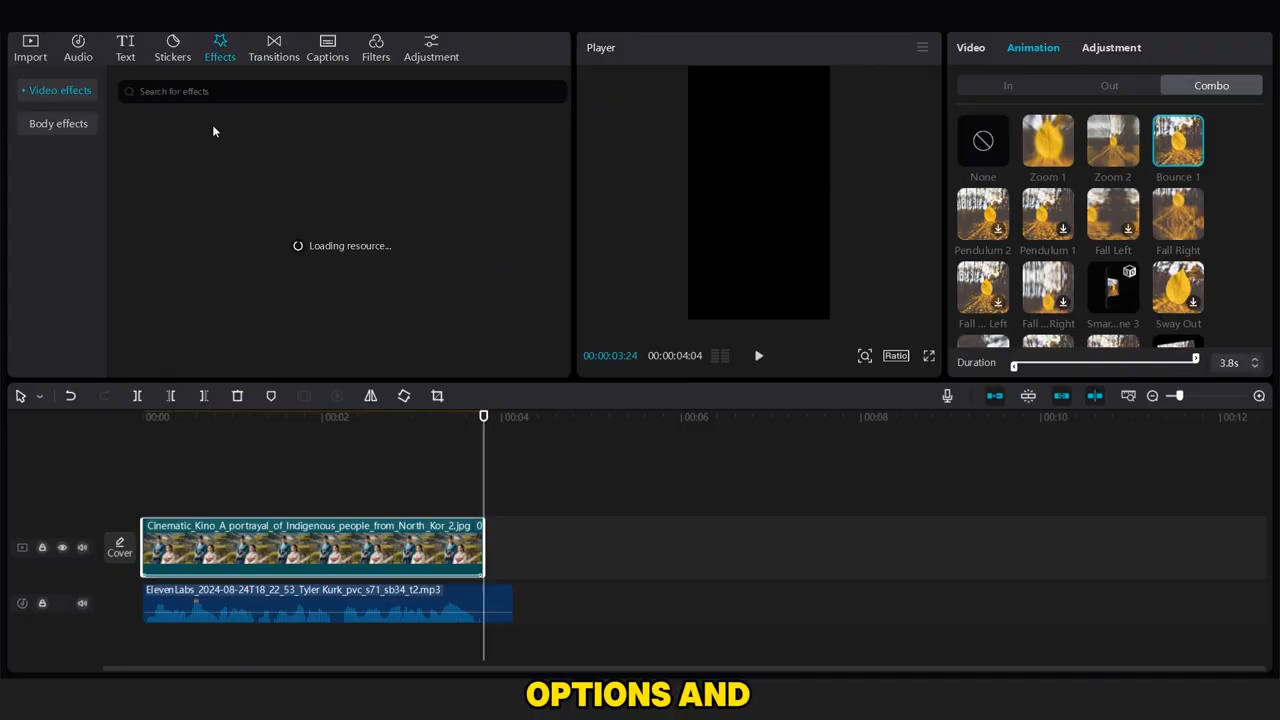 Import Audio Text Stickers Effects Transitions Captions Filters Adjustment
Video effects
Body effects
Search for effects
Loading resource...
Player
00:00:03:24 00:00:04:04
Ratio
Video Animation Adjustment
In Out Combo
None Zoom 1 Zoom 2 Bounce 1
Pendulum 2 Pendulum 1 Fall Left Fall Right
Fall ... Left Fall ...Right Smar...ne 3 Sway Out
Duration 3.8s
00:00 00:02 00:04 00:06 00:08 00:10 00:12
Cover
Cinematic_Kino_A portrayal_of Indigenous_people_from_North_Kor_2.jpg 0
ElevenLabs_2024-08-24T18_22_53_Tyler Kurk_pvc_s71_sb34_t2.mp3
OPTIONS AND